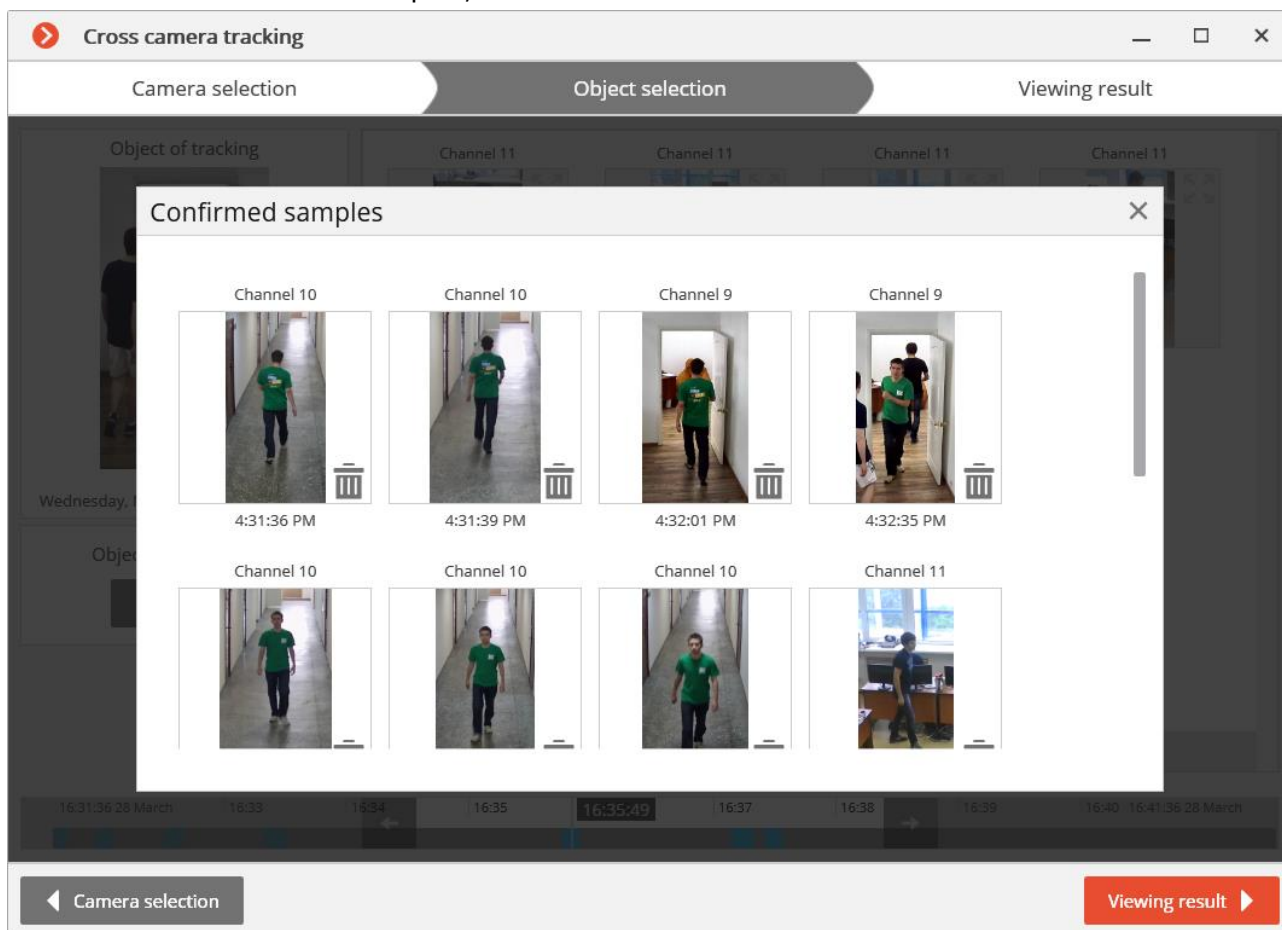 Cross camera tracking
Camera selection
Object selection
Viewing result
Object of tracking
Channel 11
Channel 11
Channel 11
Channel 11
Confirmed samples
Channel 10
Channel 10
Channel 9
Channel 9
4:31:36 PM
4:31:39 PM
4:32:01 PM
4:32:35 PM
Wednesday,
Channel 10
Channel 10
Channel 10
Channel 11
16:31:36 28 March
16:33
16:34
16:35
16:35:49
16:37
16:38
16:39
16:40
16:41:36 28 March
Camera selection
Viewing result